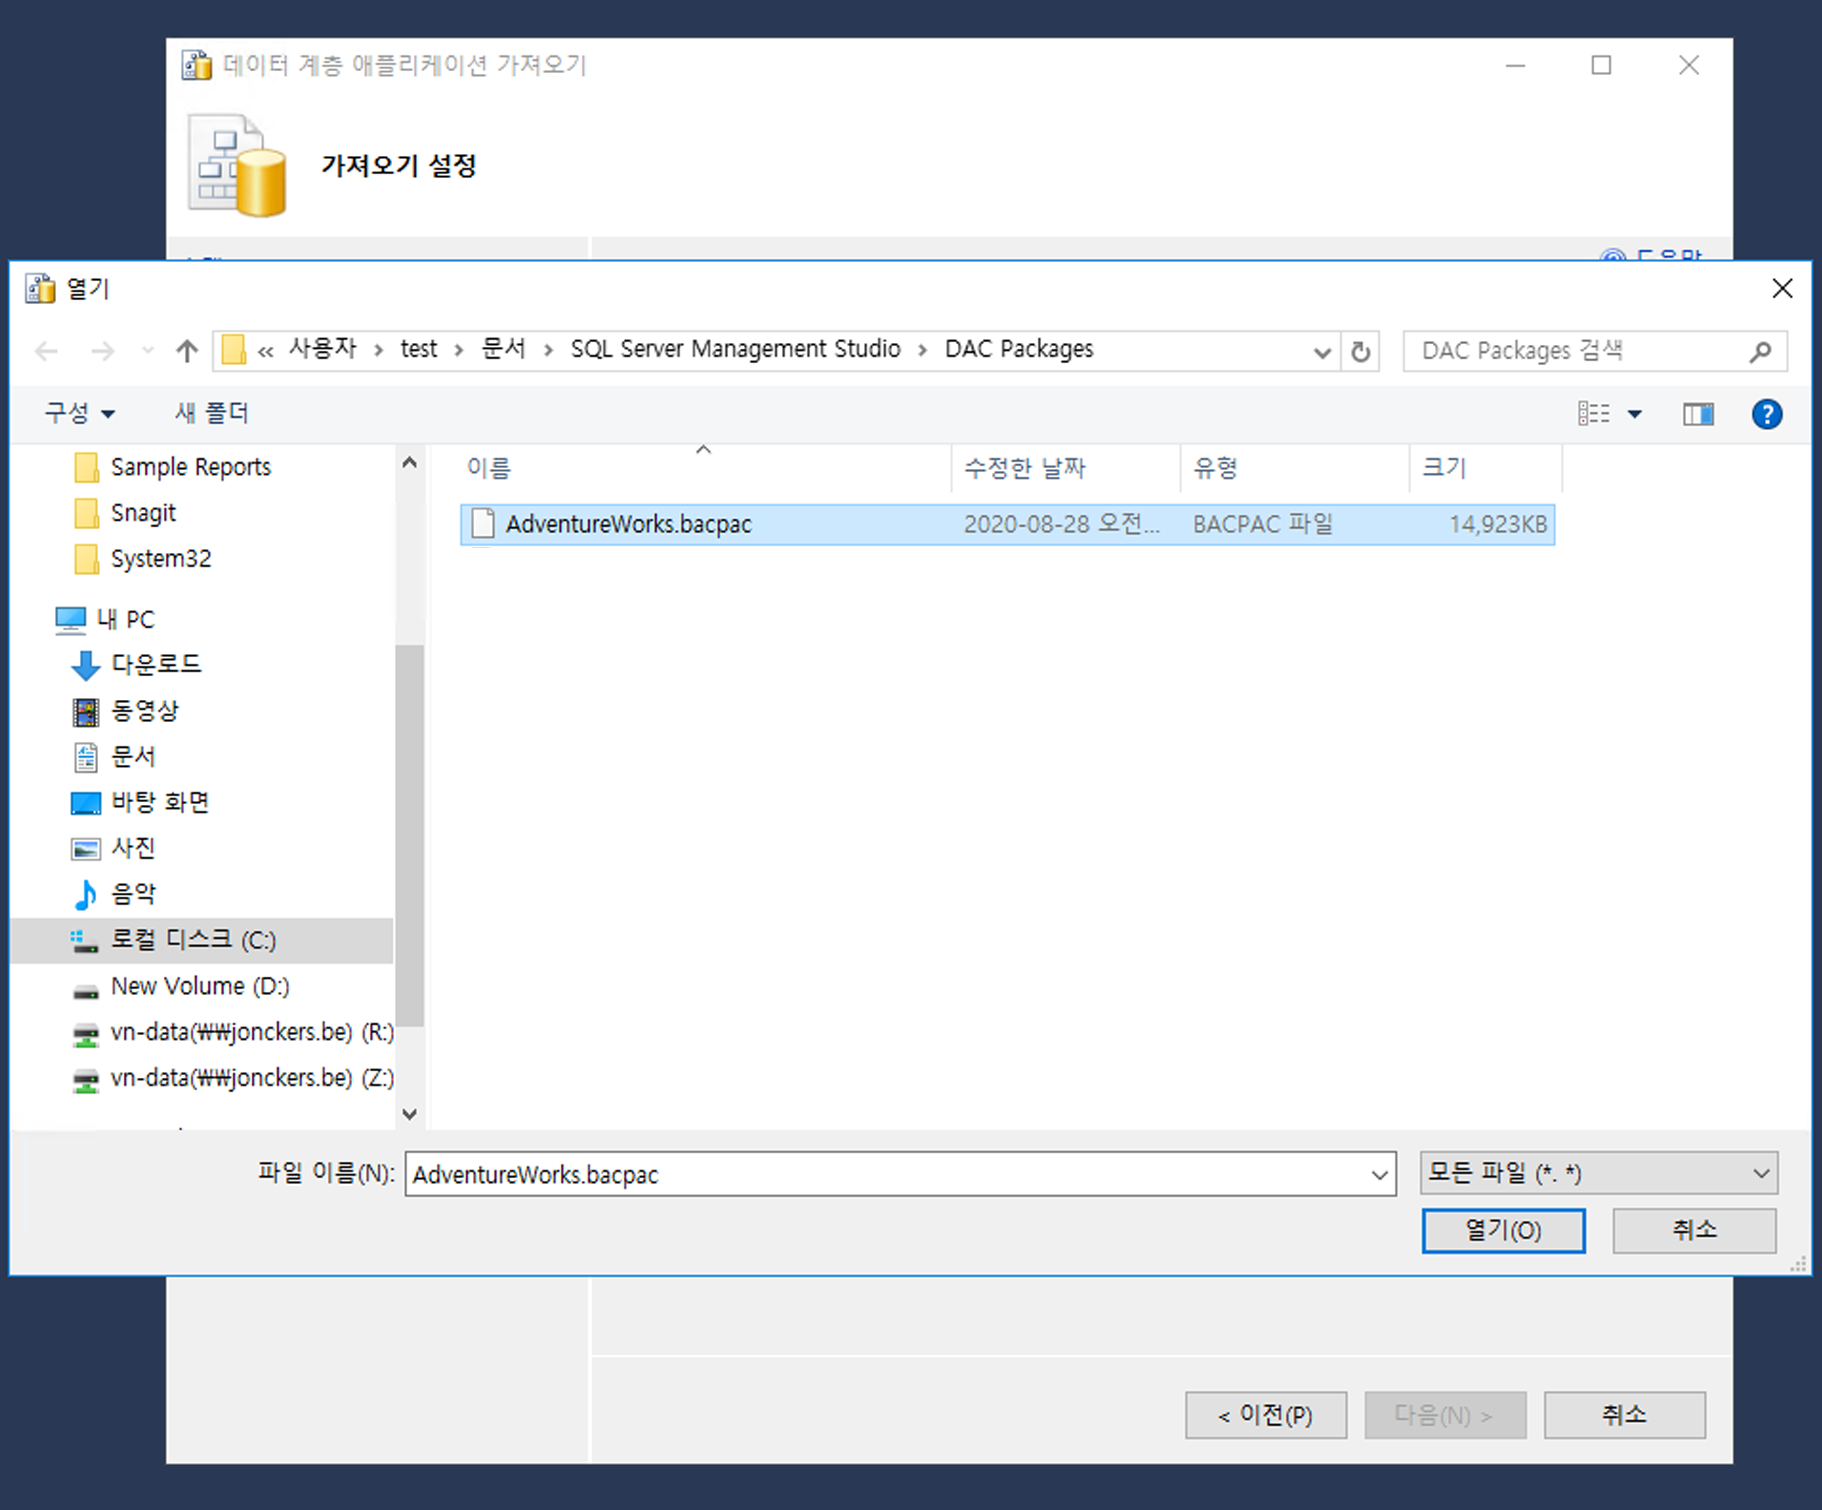 데이터 계층 애플리케이션 가져오기
가져오기 설정
도움말
열기
« 사용자 › test › 문서 › SQL Server Management Studio › DAC Packages
DAC Packages 검색
구성
새 폴더
Sample Reports
Snagit
System32
내 PC
다운로드
동영상
문서
바탕 화면
사진
음악
로컬 디스크 (C:)
New Volume (D:)
vn-data(₩₩jonckers.be) (R:)
vn-data(₩₩jonckers.be) (Z:)
이름 수정한 날짜 유형 크기
AdventureWorks.bacpac 2020-08-28 오전... BACPAC 파일 14,923KB
파일 이름(N): AdventureWorks.bacpac
모든 파일 (*. *)
열기(O)
취소
< 이전(P)
다음(N) >
취소